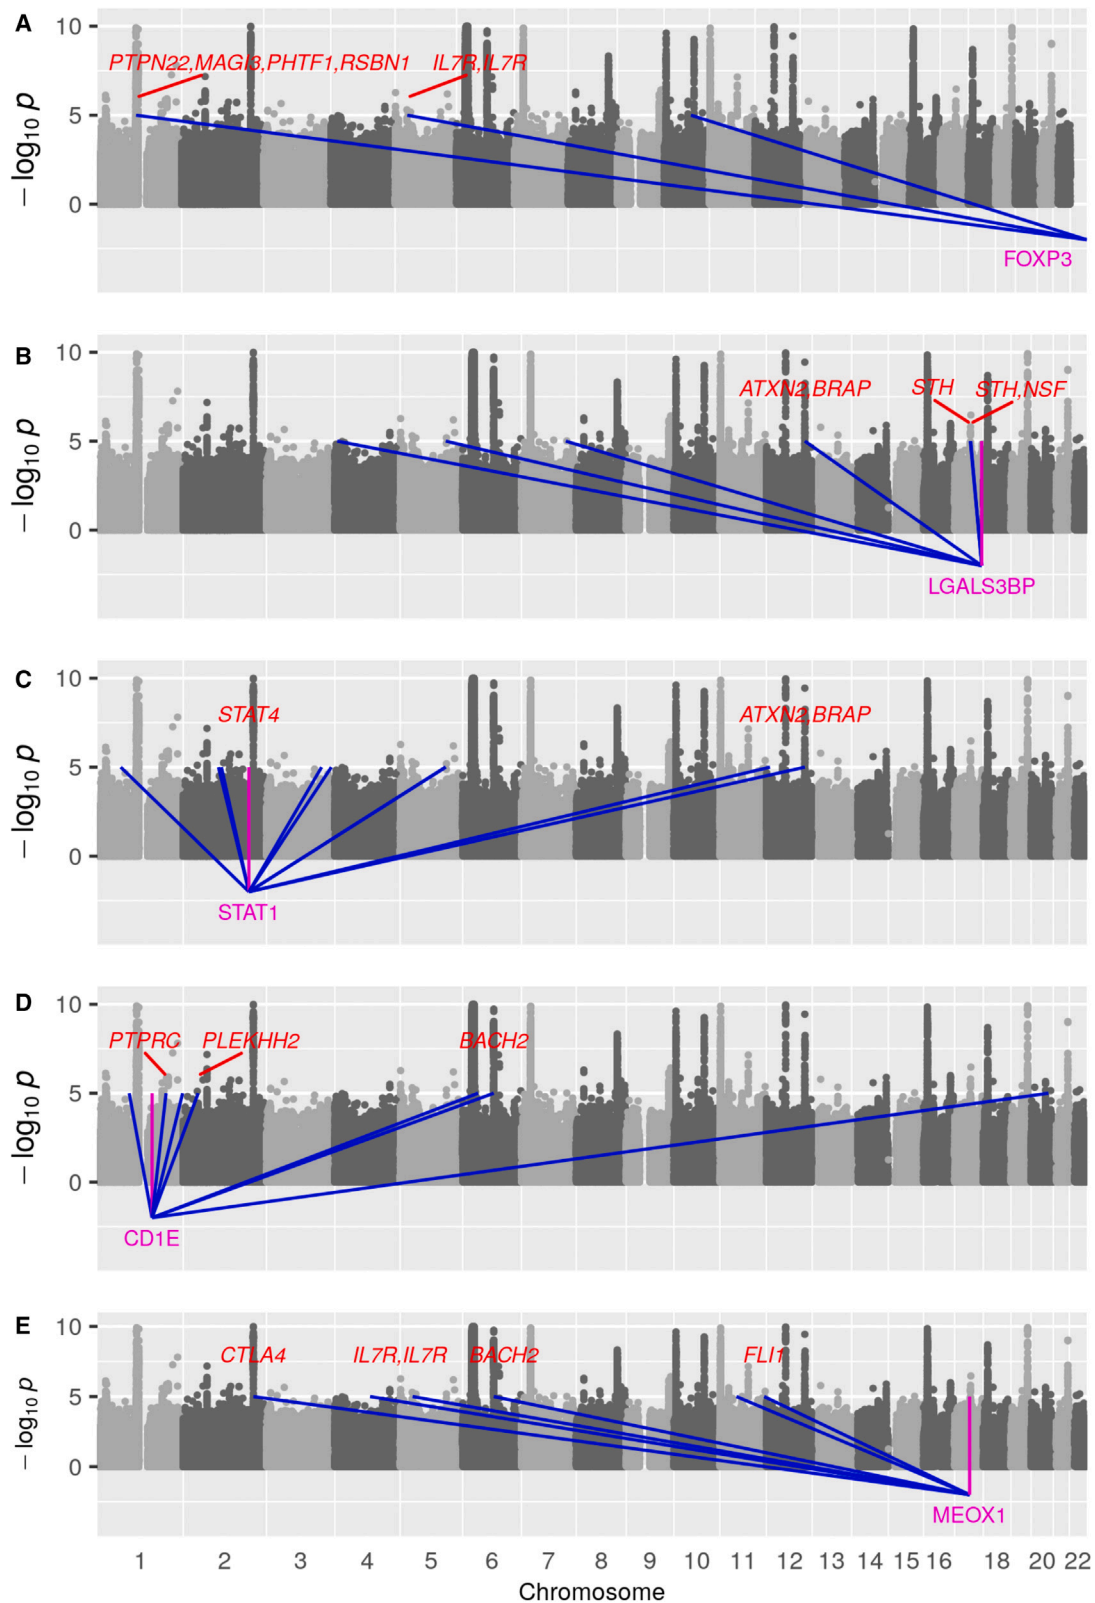 A
PTPN22,MAGI3,PHTF1,RSBN1 IL7R,IL7R
10
5
0
− log10 p
FOXP3
B
ATXN2,BRAP STH STH,NSF
10
5
0
− log10 p
LGALS3BP
C
STAT4 ATXN2,BRAP
10
5
0
− log10 p
STAT1
D
PTPRC PLEKHH2 BACH2
10
5
0
− log10 p
CD1E
E
CTLA4 IL7R,IL7R BACH2 FLI1
10
5
0
− log10 p
MEOX1
1 2 3 4 5 6 7 8 9 10 11 12 13 14 15 16 18 20 22
Chromosome